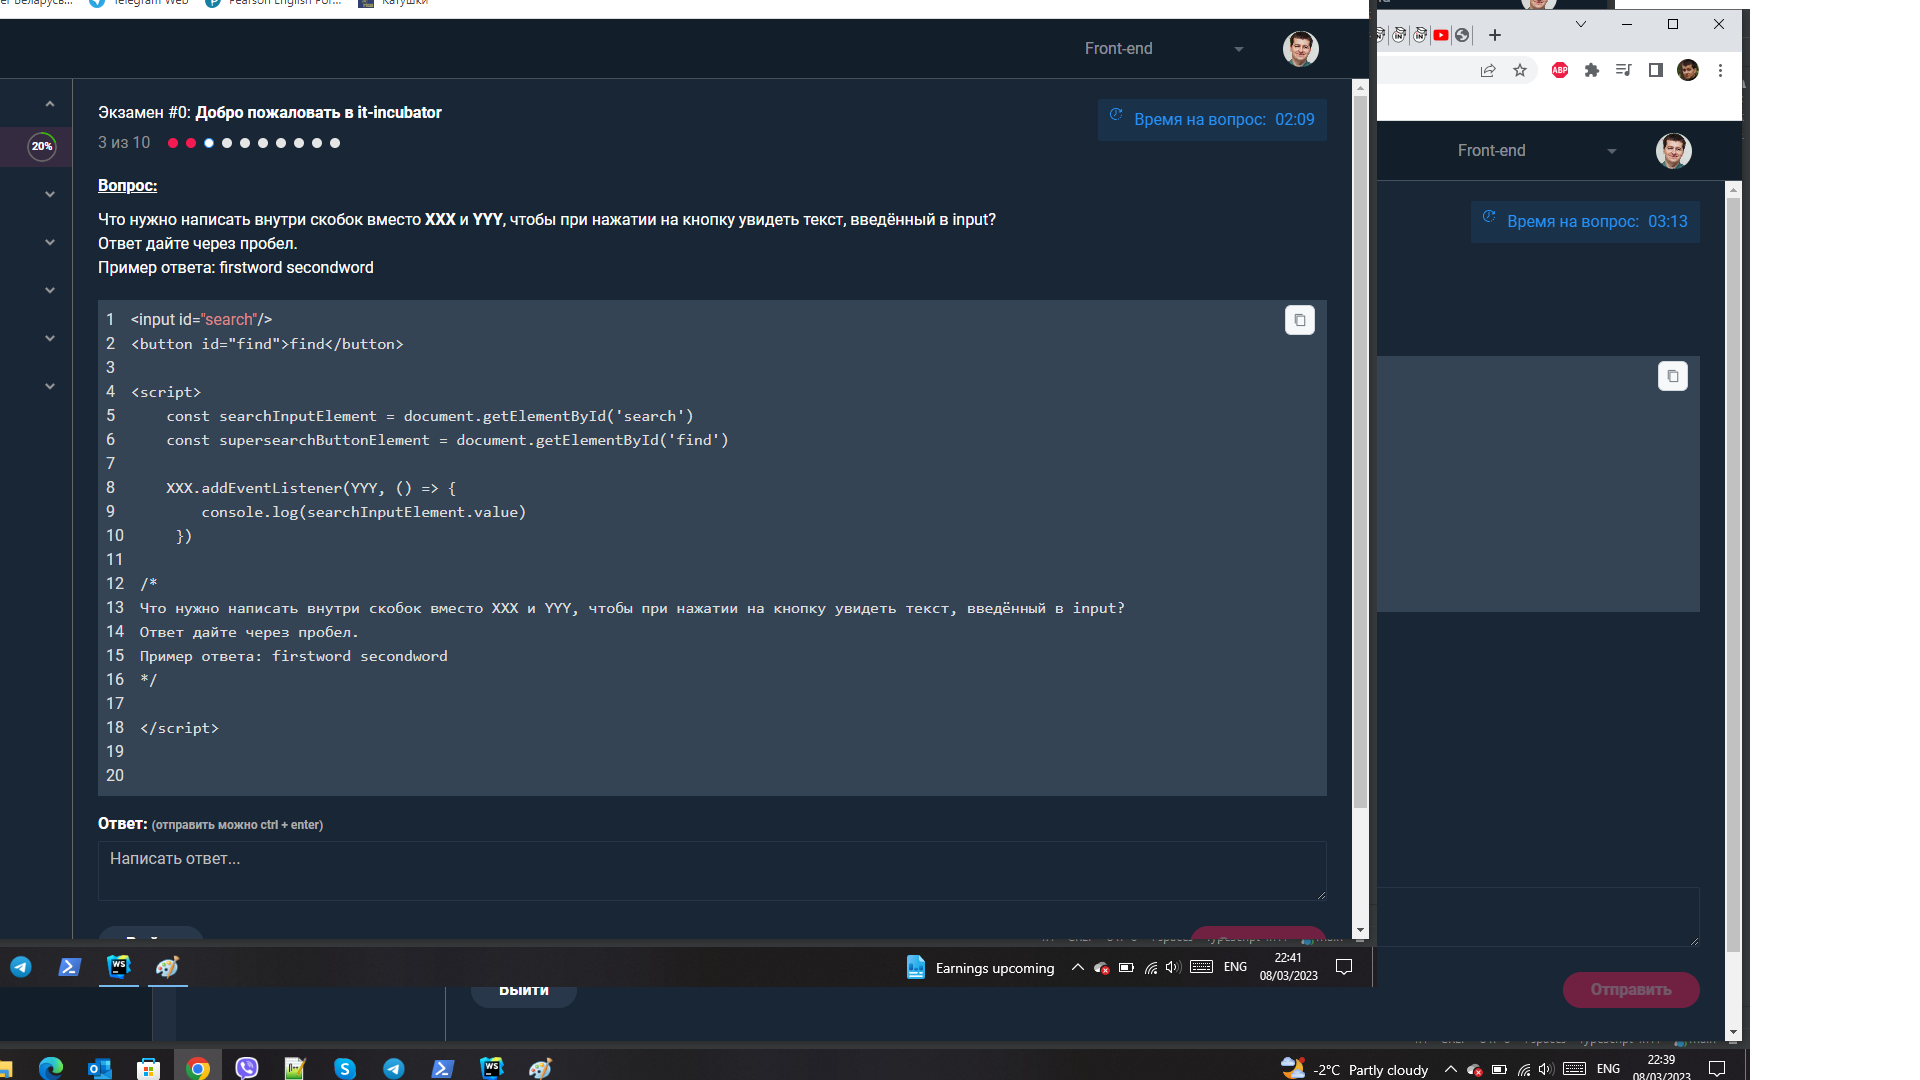 Telegram Web
Pearson English Por...
Катушки
Front-end
Экзамен #0: Добро пожаловать в it-incubator
Время на вопрос: 02:09
3 из 10
20%
Вопрос:
Что нужно написать внутри скобок вместо XXX и YYY, чтобы при нажатии на кнопку увидеть текст, введённый в input?
Ответ дайте через пробел.
Пример ответа: firstword secondword
1 <input id="search"/>
2 <button id="find">find</button>
3
4 <script>
5 const searchInputElement = document.getElementById('search')
6 const supersearchButtonElement = document.getElementById('find')
7
8 XXX.addEventListener(YYY, () => {
9 console.log(searchInputElement.value)
10 })
11
12 /*
13 Что нужно написать внутри скобок вместо XXX и YYY, чтобы при нажатии на кнопку увидеть текст, введённый в input?
14 Ответ дайте через пробел.
15 Пример ответа: firstword secondword
16 */
17
18 </script>
19
20
Ответ: (отправить можно ctrl + enter)
Написать ответ...
WS
Earnings upcoming
ENG
22:41
08/03/2023
ABP
Front-end
Время на вопрос: 03:13
Выйти
Отправить
WS
-2°C Partly cloudy
ENG
22:39
08/03/2023